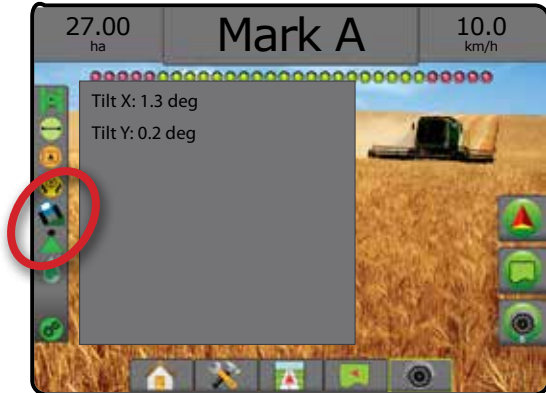 27.00
ha
Mark A
10.0
km/h
Tilt X: 1.3 deg
Tilt Y: 0.2 deg